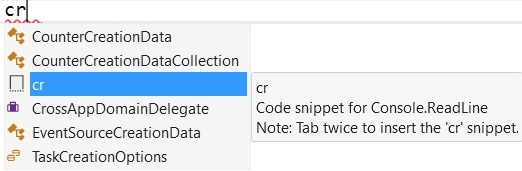 cr
CounterCreationData
CounterCreationDataCollection
cr
CrossAppDomainDelegate
EventSourceCreationData
TaskCreationOptions
cr
Code snippet for Console.ReadLine
Note: Tab twice to insert the 'cr' snippet.